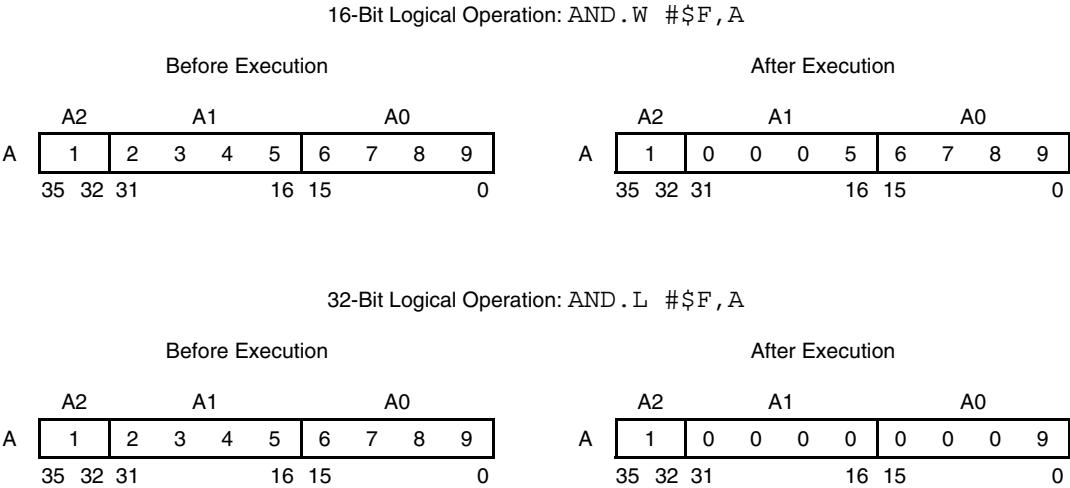 16-Bit Logical Operation: AND.W #$F,A
Before Execution After Execution
A2 A1 A0 A2 A1 A0
A 1 2 3 4 5 6 7 8 9 A 1 0 0 0 5 6 7 8 9
35 32 31 16 15 0 35 32 31 16 15 0
32-Bit Logical Operation: AND.L #$F,A
Before Execution After Execution
A2 A1 A0 A2 A1 A0
A 1 2 3 4 5 6 7 8 9 A 1 0 0 0 0 0 0 0 9
35 32 31 16 15 0 35 32 31 16 15 0